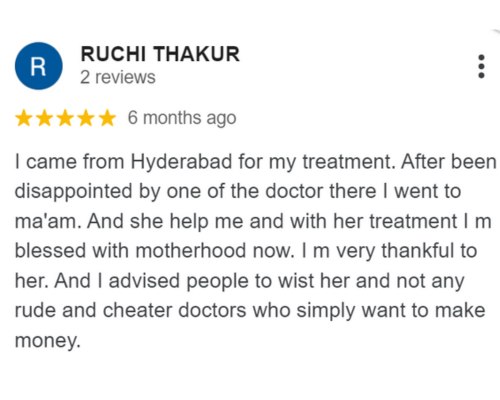 R
RUCHI THAKUR
2 reviews
6 months ago
I came from Hyderabad for my treatment. After been
disappointed by one of the doctor there I went to
ma'am. And she help me and with her treatment I m
blessed with motherhood now. I m very thankful to
her. And I advised people to wist her and not any
rude and cheater doctors who simply want to make
money.